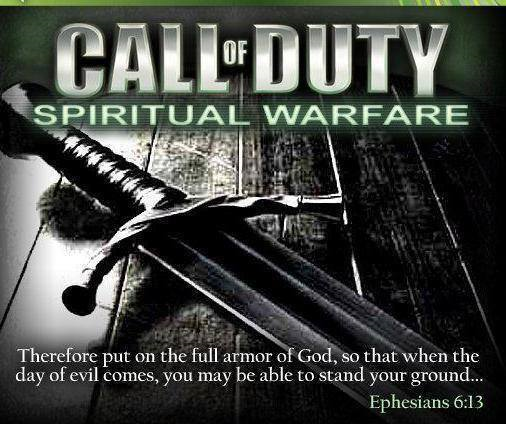 CALL OF DUTY
SPIRITUAL WARFARE
Therefore put on the full armor of God, so that when the
day of evil comes, you may be able to stand your ground...
Ephesians 6:13